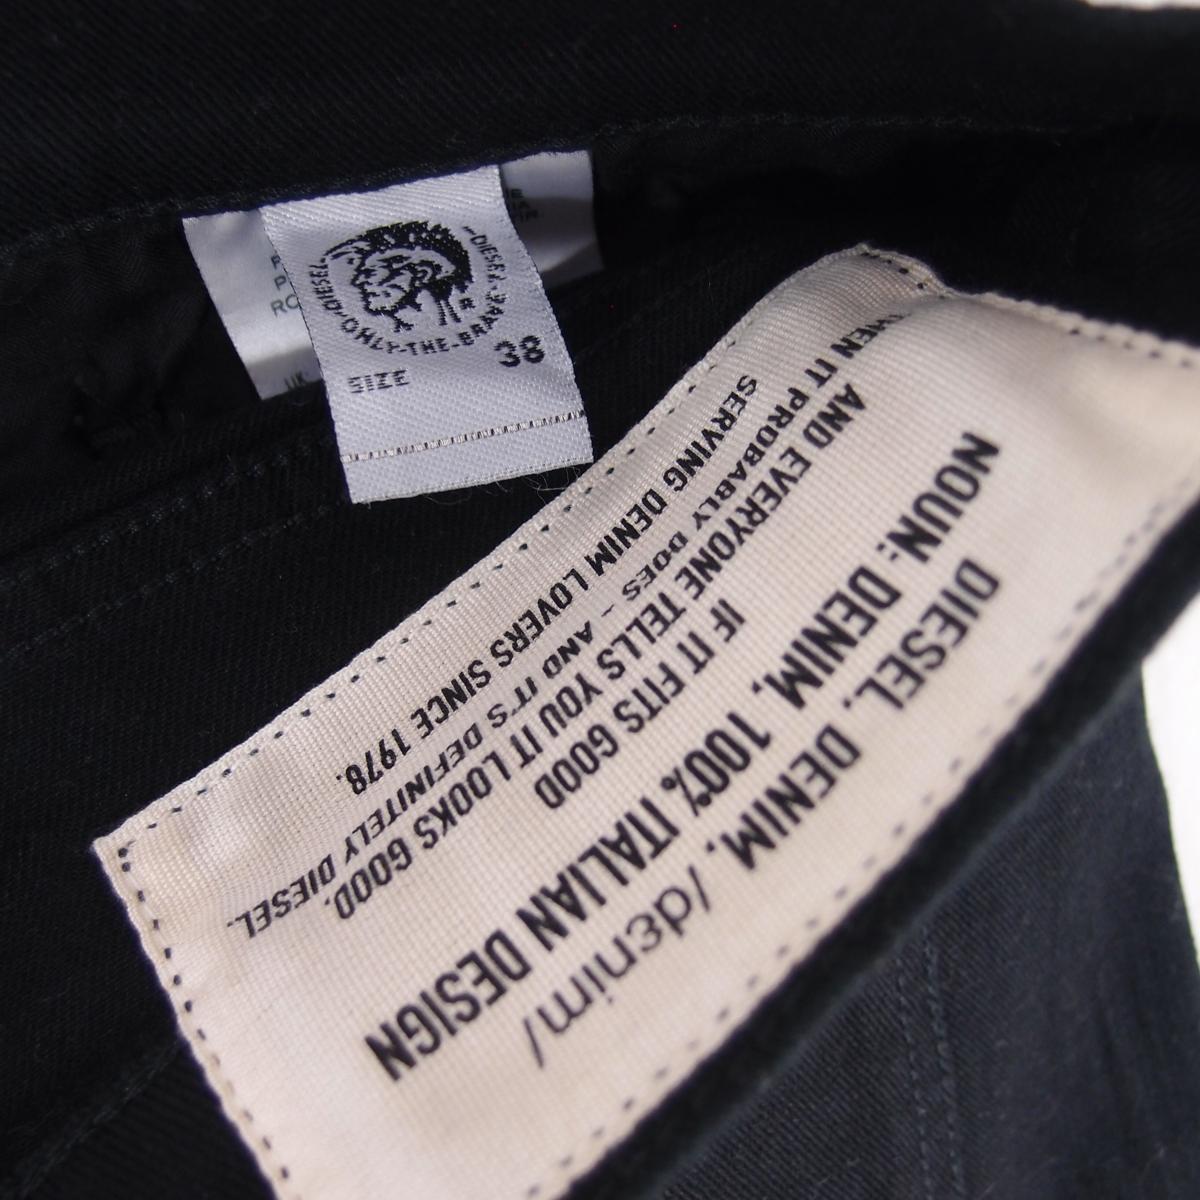 DIESEL·ONLY·THE·BRAVE·DIESEL
R
SIZE 38
UK
DIESEL. DENIM. /denim/
NOUN: DENIM. 100% ITALIAN DESIGN
IF IT FITS GOOD
AND EVERYONE TELLS YOU IT LOOKS GOOD,
THEN IT PROBABLY DOES - AND IT'S DEFINITELY DIESEL.
SERVING DENIM LOVERS SINCE 1978.